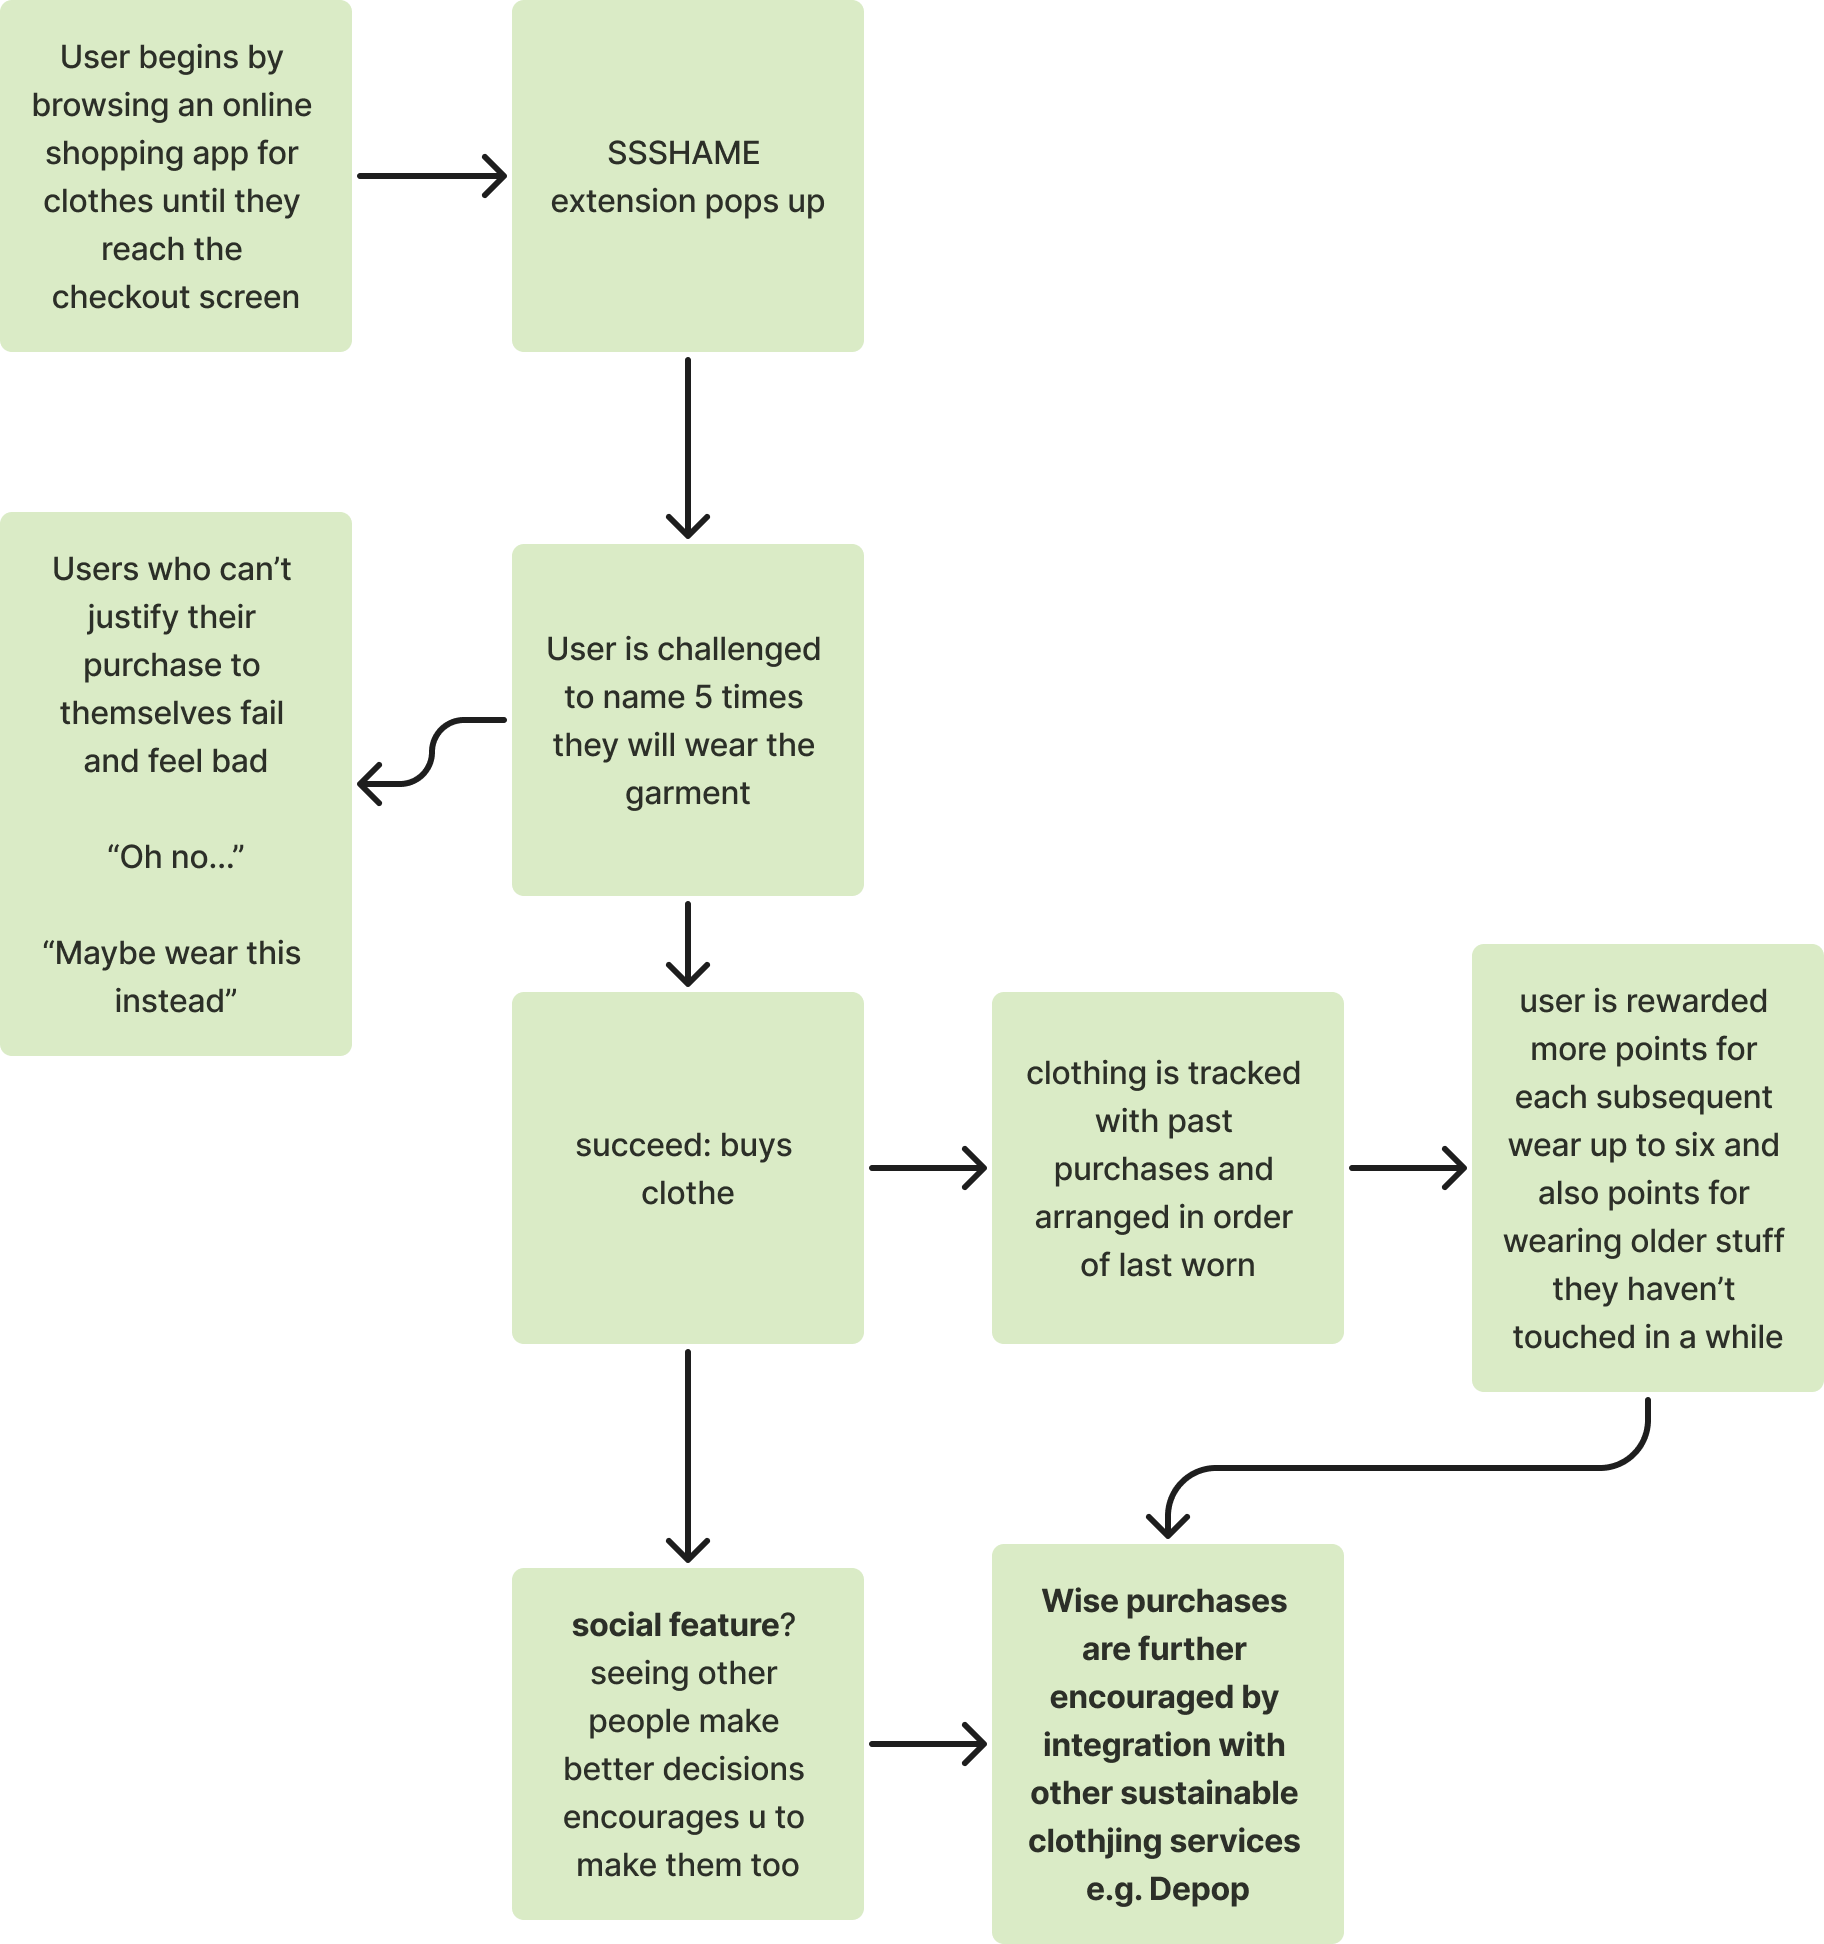 User begins by
browsing an online
shopping app for
clothes until they
reach the
checkout screen
SSSHAME
extension pops up
Users who can’t
justify their
purchase to
themselves fail
and feel bad
“Oh no...”
“Maybe wear this
instead”
User is challenged
to name 5 times
they will wear the
garment
succeed: buys
clothe
clothing is tracked
with past
purchases and
arranged in order
of last worn
user is rewarded
more points for
each subsequent
wear up to six and
also points for
wearing older stuff
they haven’t
touched in a while
social feature?
seeing other
people make
better decisions
encourages u to
make them too
Wise purchases
are further
encouraged by
integration with
other sustainable
clothjing services
e.g. Depop